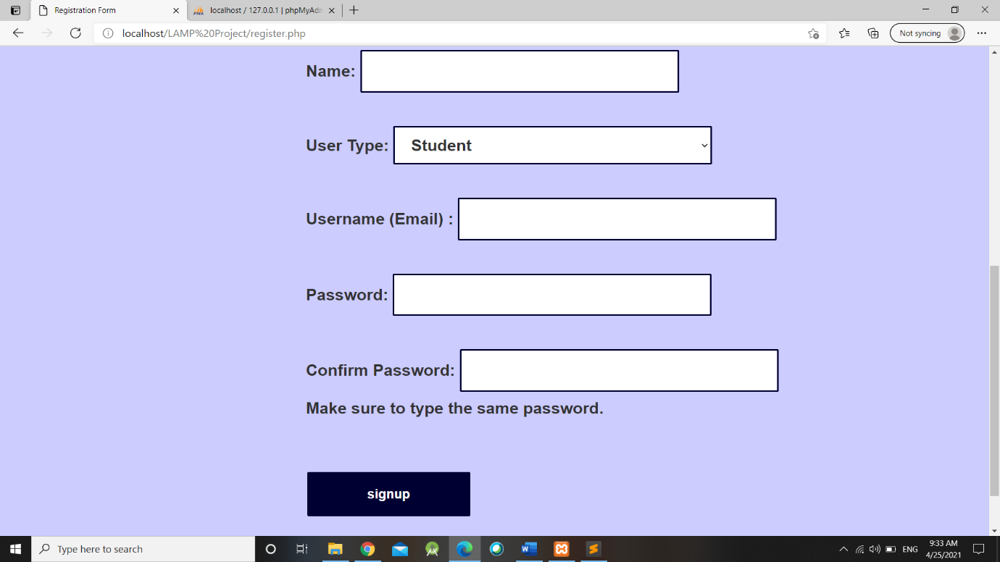 Registration Form
localhost / 127.0.0.1 | phpMyAdm
localhost/LAMP%20Project/register.php
Not syncing
Name:
User Type: Student
Username (Email) :
Password:
Confirm Password:
Make sure to type the same password.
signup
Type here to search
ENG
9:33 AM
4/25/2021